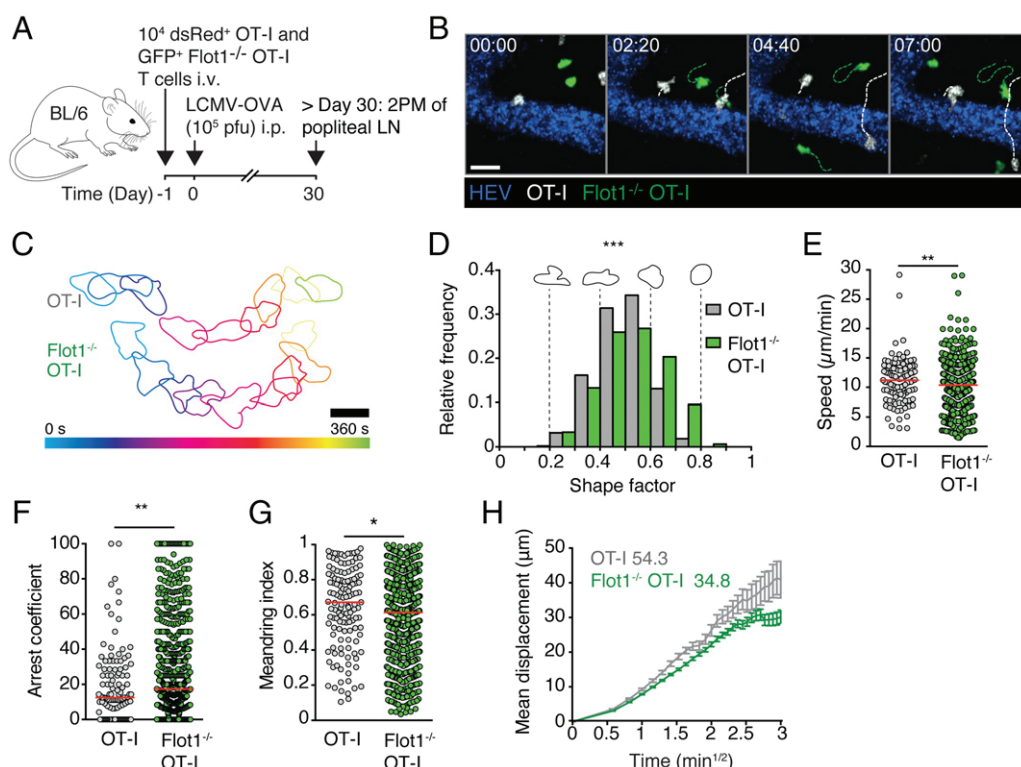 A
10⁴ dsRed⁺ OT-I and
GFP⁺ Flot1⁻/⁻ OT-I
T cells i.v.
LCMV-OVA
(10⁵ pfu) i.p.
> Day 30: 2PM of
popliteal LN
BL/6
Time (Day) -1 0 30
B
00:00 02:20 04:40 07:00
HEV OT-I Flot1⁻/⁻ OT-I
C
OT-I
Flot1⁻/⁻
OT-I
0 s 360 s
D
***
0.4
0.3
0.2
0.1
0
Relative frequency
OT-I
Flot1⁻/⁻
OT-I
0 0.2 0.4 0.6 0.8 1
Shape factor
E
**
30
25
20
15
10
5
0
Speed (µm/min)
OT-I Flot1⁻/⁻
OT-I
F
**
100
80
60
40
20
0
Arrest coefficient
OT-I Flot1⁻/⁻
OT-I
G
*
1
0.8
0.6
0.4
0.2
0
Meandring index
OT-I Flot1⁻/⁻
OT-I
H
50
40
30
20
10
0
Mean displacement (µm)
OT-I 54.3
Flot1⁻/⁻ OT-I 34.8
0 0.5 1 1.5 2 2.5 3
Time (min¹/²)